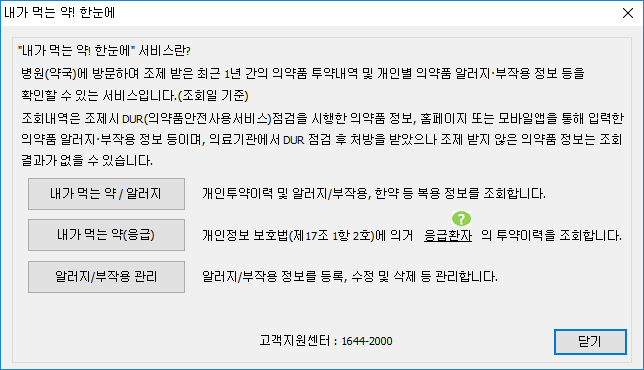 내가 먹는 약! 한눈에
"내가 먹는 약! 한눈에" 서비스란?
병원(약국)에 방문하여 조제 받은 최근 1년 간의 의약품 투약내역 및 개인별 의약품 알러지·부작용 정보 등을
확인할 수 있는 서비스입니다.(조회일 기준)
조회내역은 조제시 DUR(의약품안전사용서비스)점검을 시행한 의약품 정보, 홈페이지 또는 모바일앱을 통해 입력한
의약품 알러지·부작용 정보 등이며, 의료기관에서 DUR 점검 후 처방을 받았으나 조제 받지 않은 의약품 정보는 조회
결과가 없을 수 있습니다.
내가 먹는 약 / 알러지 개인투약이력 및 알러지/부작용, 한약 등 복용 정보를 조회합니다.
?
내가 먹는 약(응급) 개인정보 보호법(제17조 1항 2호)에 의거 응급환자 의 투약이력을 조회합니다.
알러지/부작용 관리 알러지/부작용 정보를 등록, 수정 및 삭제 등 관리합니다.
고객지원센터 : 1644-2000 닫기